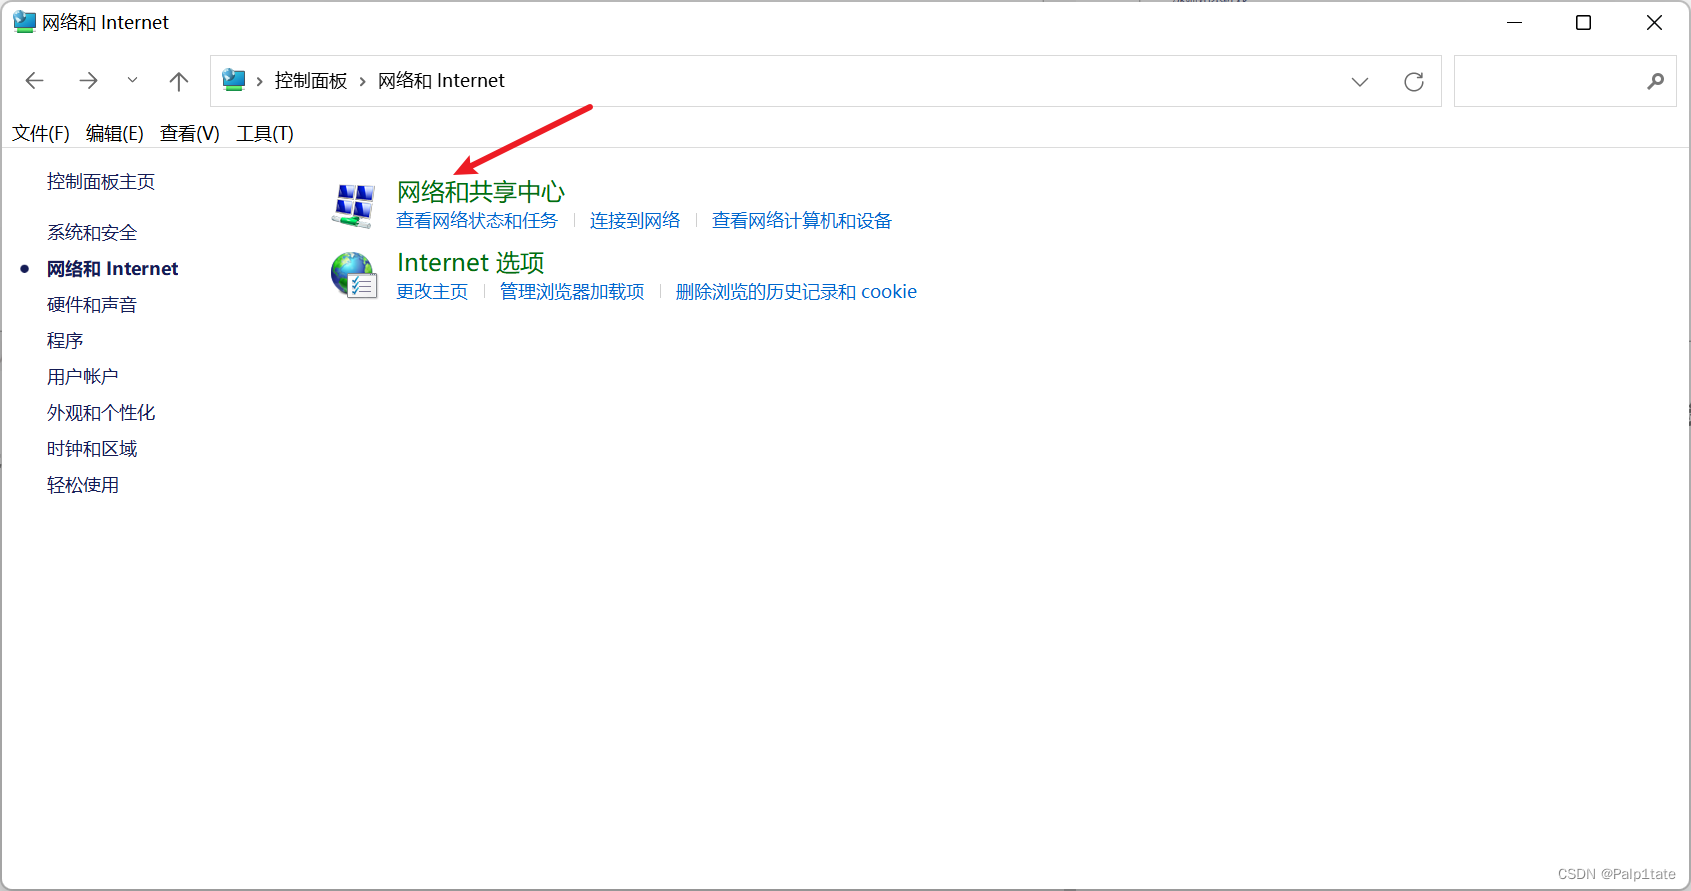 网络和 Internet
控制面板 › 网络和 Internet
文件(F) 编辑(E) 查看(V) 工具(T)
控制面板主页
系统和安全
网络和 Internet
硬件和声音
程序
用户帐户
外观和个性化
时钟和区域
轻松使用
网络和共享中心
查看网络状态和任务 连接到网络 查看网络计算机和设备
Internet 选项
更改主页 管理浏览器加载项 删除浏览的历史记录和 cookie
CSDN @Palp1tate